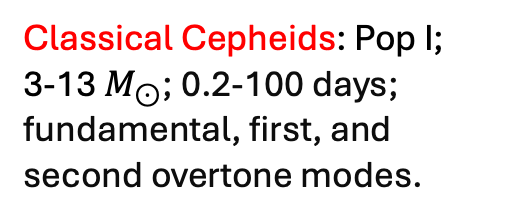 Classical Cepheids: Pop I;
3-13 M⊙; 0.2-100 days;
fundamental, first, and
second overtone modes.